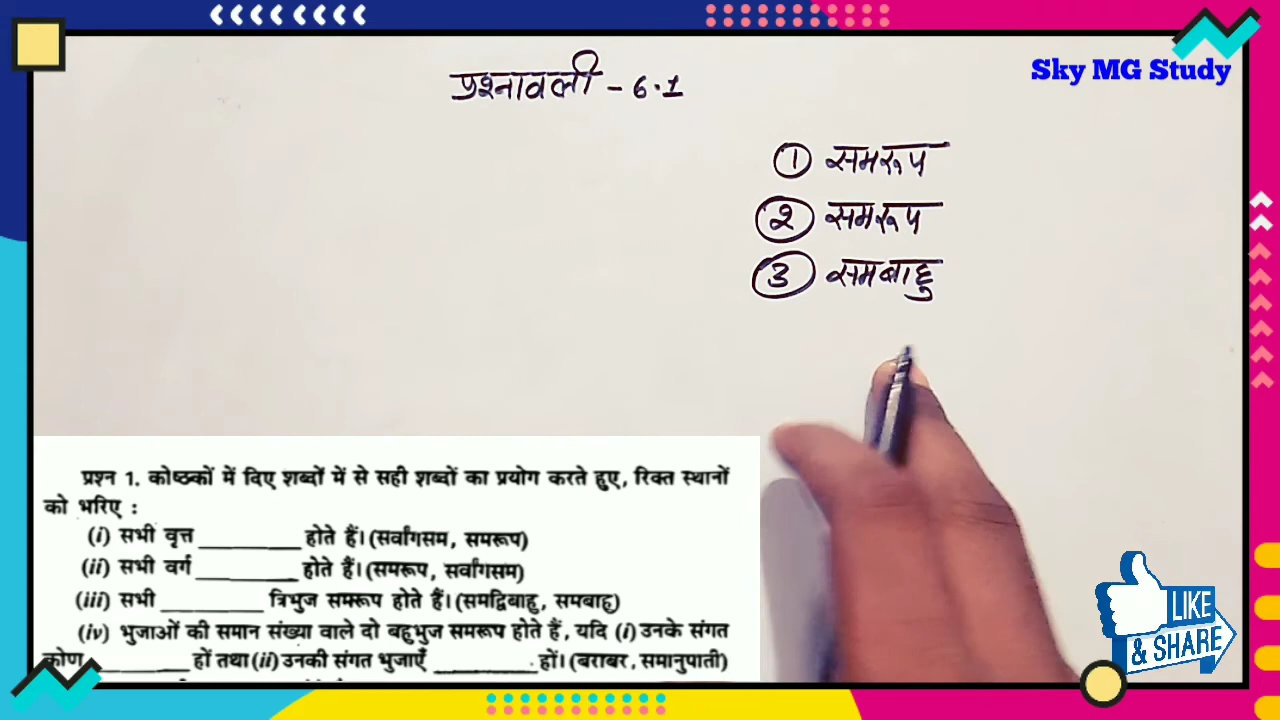 Sky MG Study
प्रश्नावली - 6.1
① समरूप
② समरूप
③ समबाहु
प्रश्न 1. कोष्ठकों में दिए शब्दों में से सही शब्दों का प्रयोग करते हुए, रिक्त स्थानों
को भरिए :
(i) सभी वृत्त __________ होते हैं। (सर्वांगसम, समरूप)
(ii) सभी वर्ग __________ होते हैं। (समरूप, सर्वांगसम)
(iii) सभी __________ त्रिभुज समरूप होते हैं। (समद्विबाहु, समबाहु)
(iv) भुजाओं की समान संख्या वाले दो बहुभुज समरूप होते हैं, यदि (i) उनके संगत
कोण __________ हों तथा (ii) उनकी संगत भुजाएँ __________ हों। (बराबर, समानुपाती)
LIKE
& SHARE